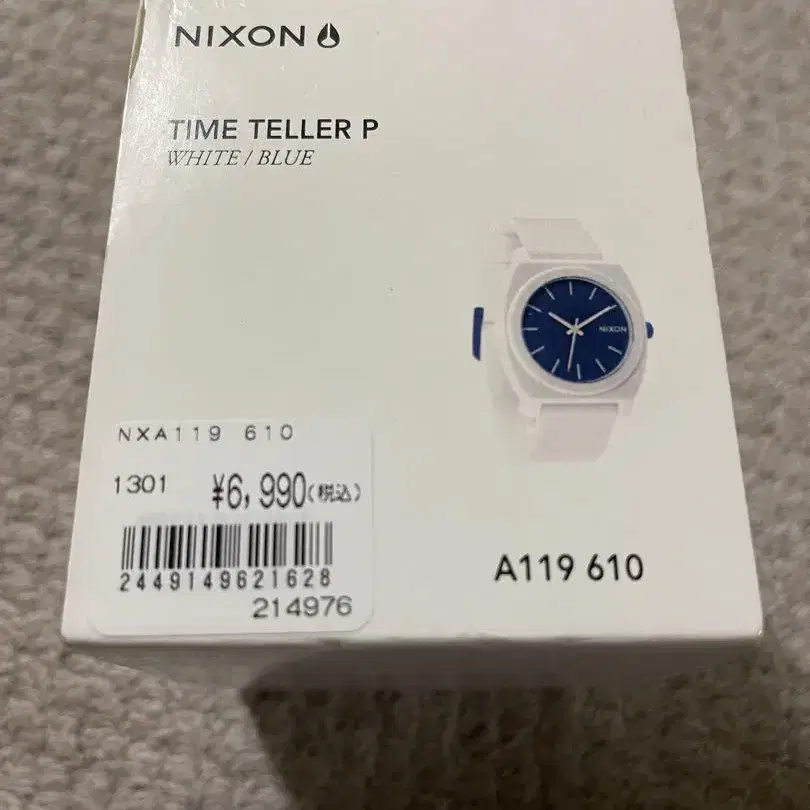 NIXON
TIME TELLER P
WHITE / BLUE
NIXON
NXA119 610
1301 ¥6,990(税込)
2449149621628
214976
A119 610